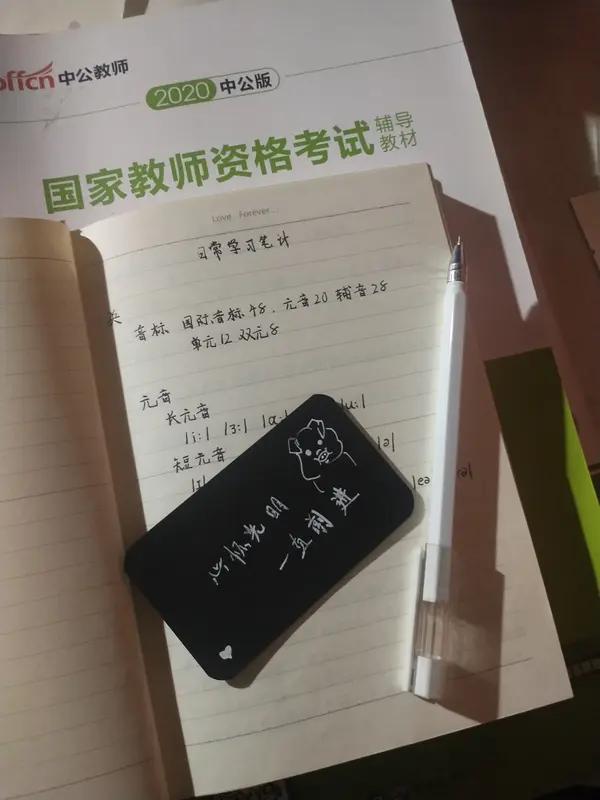 offcn 中公教师
2020 中公版
国家教师资格考试 辅导教材
Love Forever...
日常学习笔计
英 音标 国际音标48. 元音20 辅音28
单元12 双元8
元音
长元音
|i:| |3:| |ɑ: |u:|
短元音
|ə|
|eə
心怀光明
一直前进